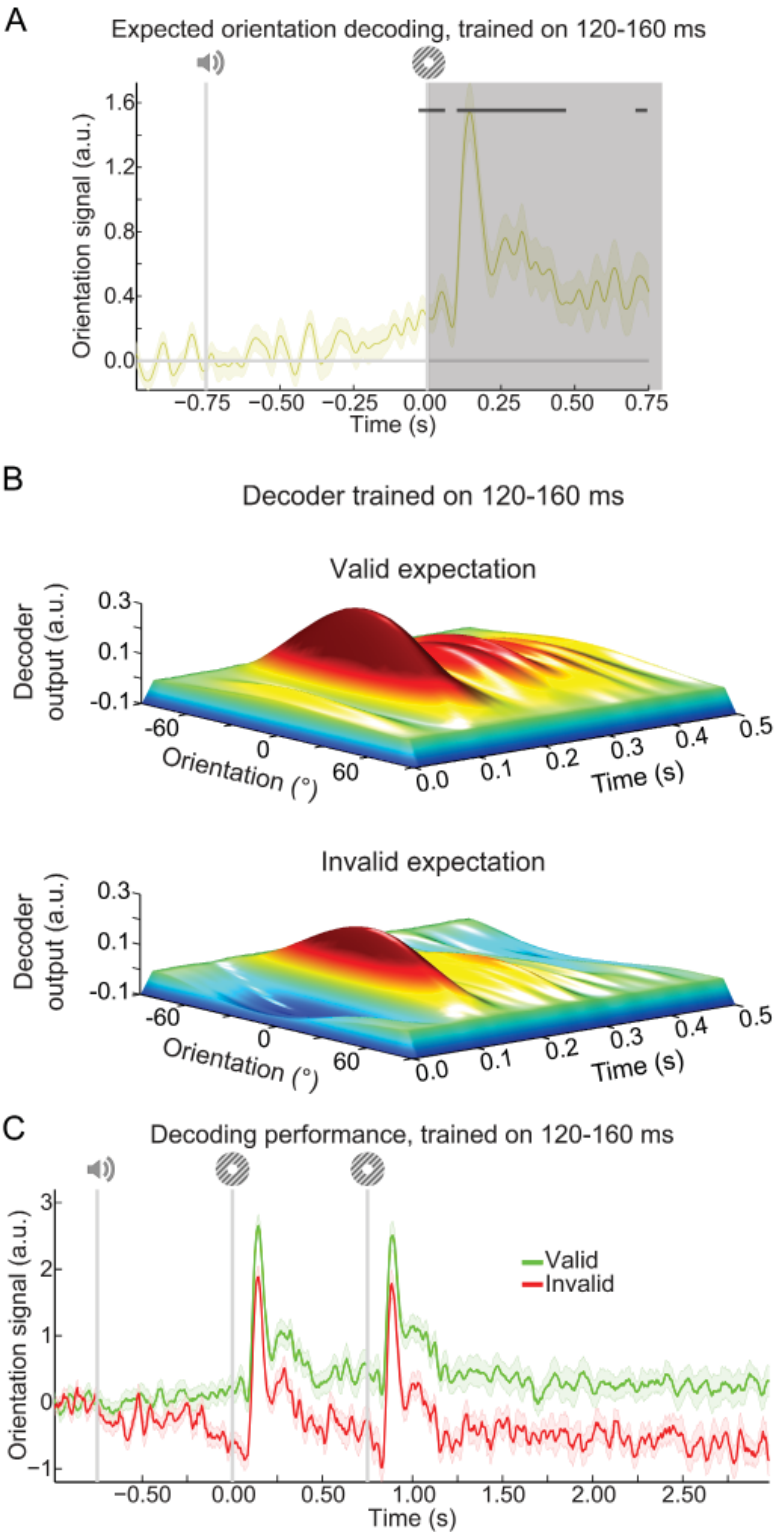 A
Expected orientation decoding, trained on 120-160 ms
Orientation signal (a.u.)
1.6
1.2
0.8
0.4
0.0
−0.75 −0.50 −0.25 0.00 0.25 0.50 0.75
Time (s)
B
Decoder trained on 120-160 ms
Valid expectation
Decoder
output (a.u.)
0.3
0.1
-0.1
-60
0
60
Orientation (°)
0.0 0.1 0.2 0.3 0.4 0.5
Time (s)
Invalid expectation
Decoder
output (a.u.)
0.3
0.1
-0.1
-60
0
60
Orientation (°)
0.0 0.1 0.2 0.3 0.4 0.5
Time (s)
C
Decoding performance, trained on 120-160 ms
Orientation signal (a.u.)
3
2
1
0
−1
Valid
Invalid
−0.50 0.00 0.50 1.00 1.50 2.00 2.50
Time (s)